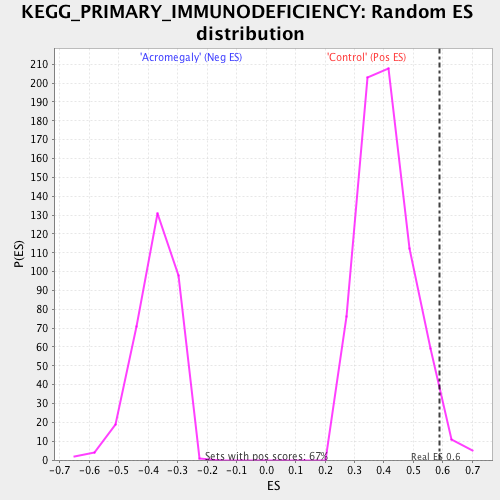 KEGG_PRIMARY_IMMUNODEFICIENCY: Random ES
distribution
'Acromegaly' (Neg ES)
'Control' (Pos ES)
210
200
190
180
170
160
150
140
130
120
110
100
90
80
70
60
50
40
30
20
10
0
P(ES)
Sets with pos scores: 67%
Real ES 0.6
-0.7 -0.6 -0.5 -0.4 -0.3 -0.2 -0.1 0.0 0.1 0.2 0.3 0.4 0.5 0.6 0.7
ES